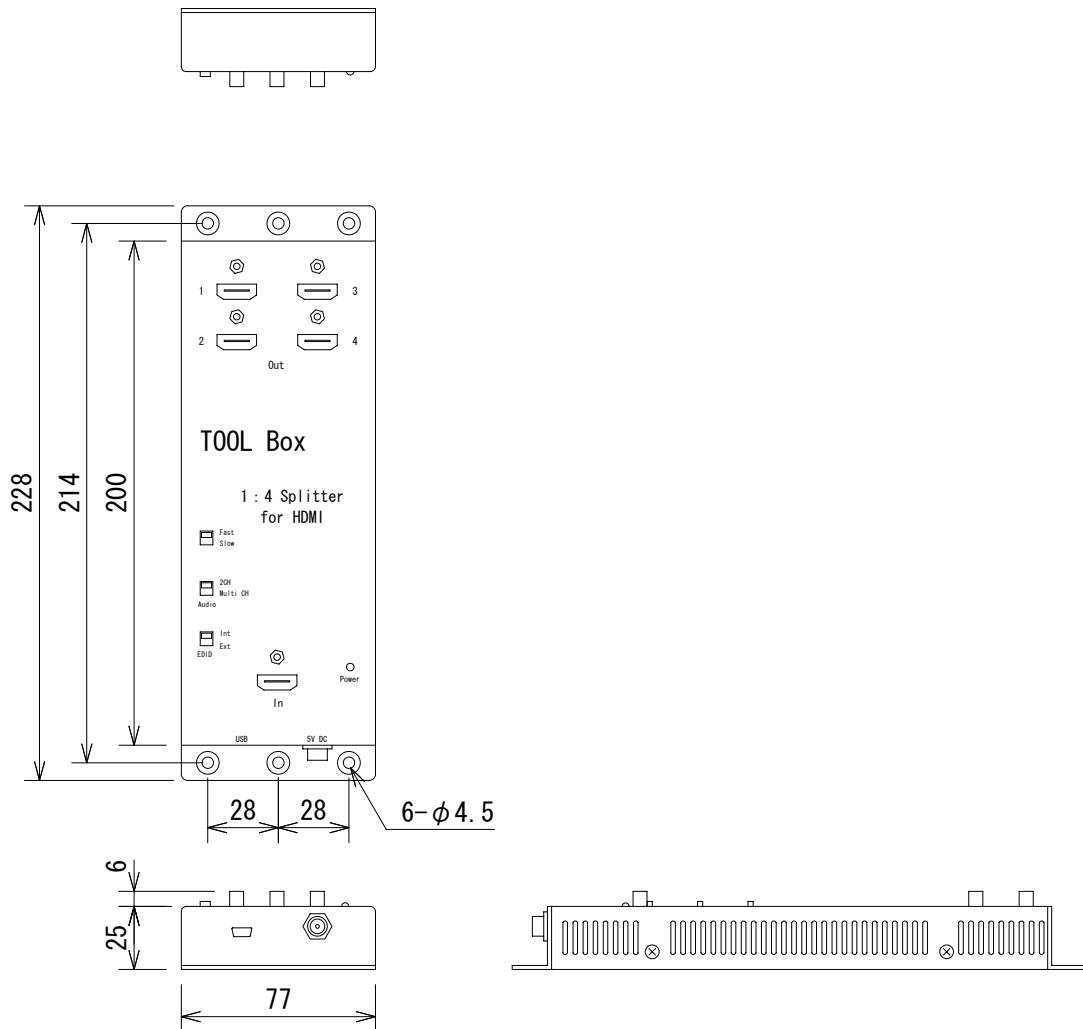 1
3
2
4
Out
TOOL Box
1：4 Splitter
for HDMI
Fast
Slow
2CH
Multi CH
Audio
Int
Ext
EDID
Power
In
USB
5V DC
228
214
200
28
28
6-φ4.5
6
25
77